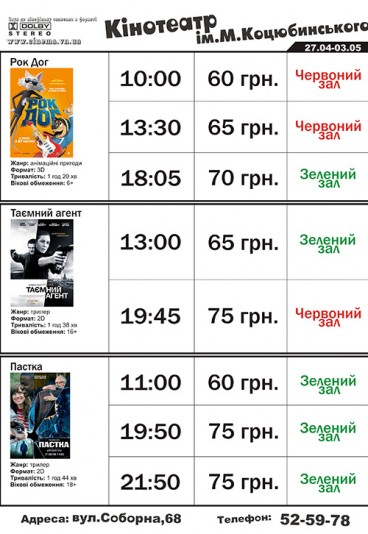 DOLBY
STEREO
www.cinema.vn.ua
Кінотеатр
ім.М.Коцюбинського
27.04-03.05
Рок Дог
РОК
ДОГ
Жанр: анімаційні пригоди
Формат: 3D
Тривалість: 1 год 20 хв
Вікові обмеження: 6+
10:00 60 грн. Червоний зал
13:30 65 грн. Червоний зал
18:05 70 грн. Зелений зал
Таємний агент
ТАЄМНИЙ
АГЕНТ
Жанр: трилер
Формат: 2D
Тривалість: 1 год 38 хв
Вікові обмеження: 16+
13:00 65 грн. Зелений зал
19:45 75 грн. Червоний зал
Пастка
ПАСТКА
Жанр: трилер
Формат: 2D
Тривалість: 1 год 44 хв
Вікові обмеження: 18+
11:00 60 грн. Зелений зал
19:50 75 грн. Зелений зал
21:50 75 грн. Зелений зал
Адреса: вул.Соборна,68 Телефон: 52-59-78